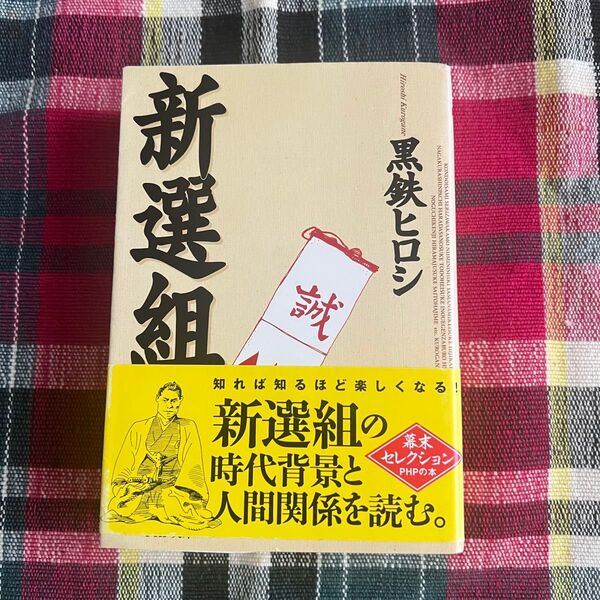 新選組
Hiroshi Kurogane
黒鉄ヒロシ
誠
知れば知るほど楽しくなる！
新選組の
時代背景と
人間関係を読む。
幕末
セレクション
PHPの本